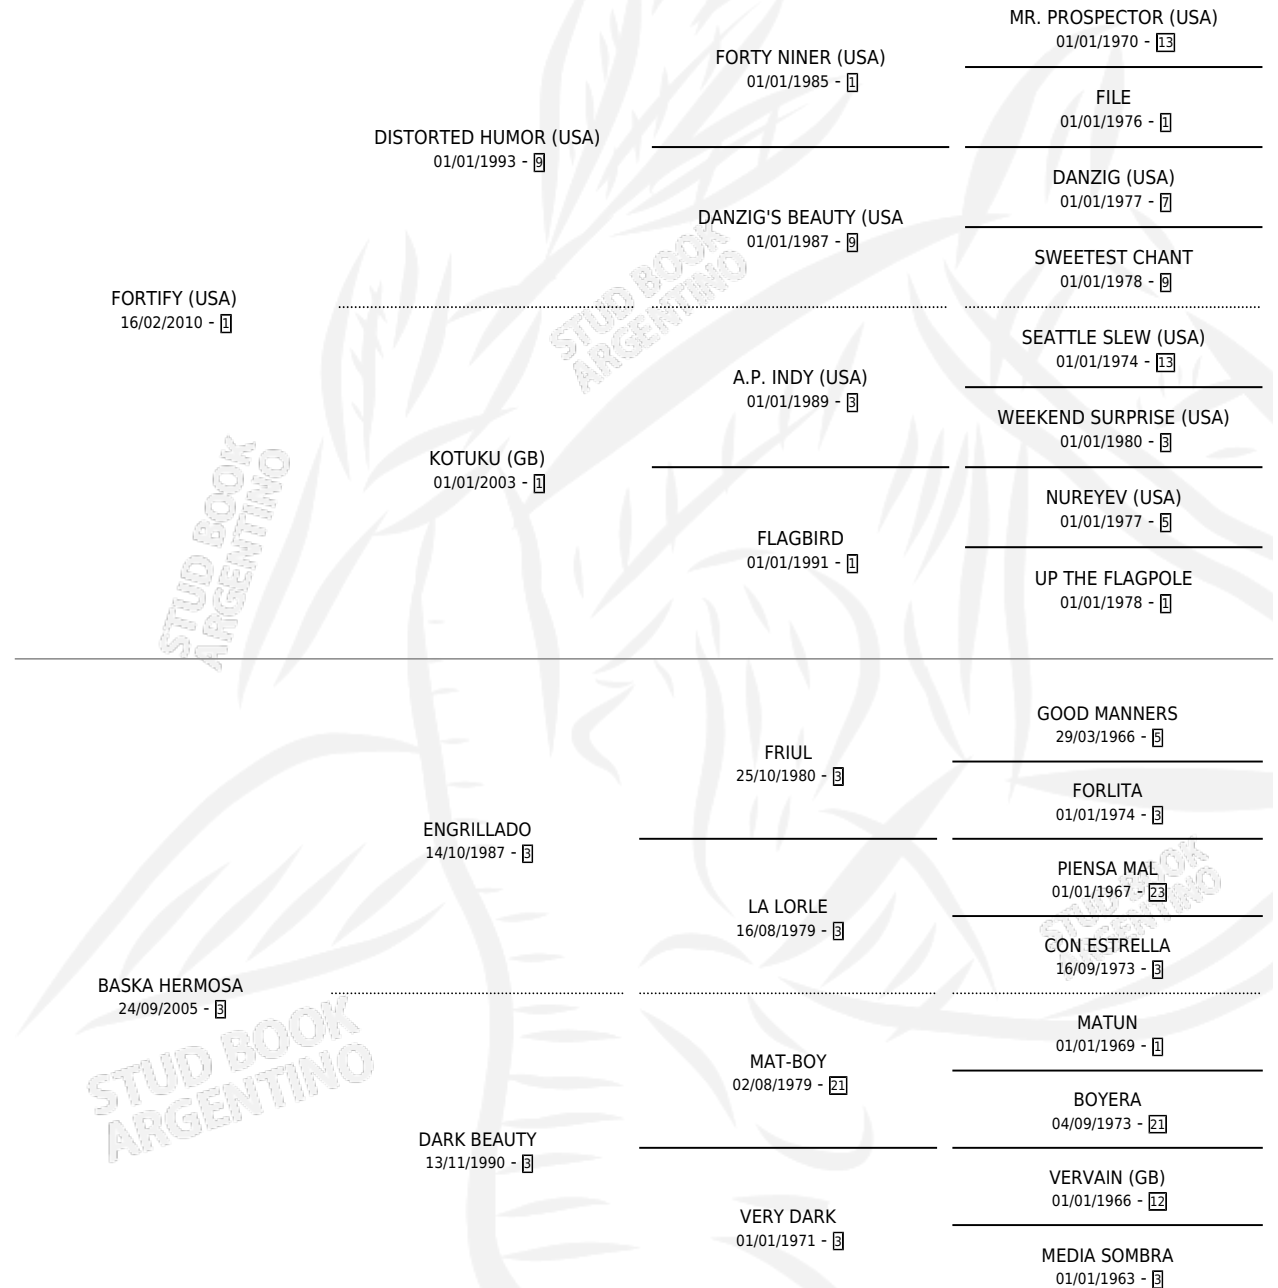 MR. PROSPECTOR (USA)
01/01/1970 - 13
FORTY NINER (USA)
01/01/1985 - 1
FILE
01/01/1976 - 1
DISTORTED HUMOR (USA)
01/01/1993 - 9
DANZIG (USA)
01/01/1977 - 7
DANZIG'S BEAUTY (USA
01/01/1987 - 9
SWEETEST CHANT
01/01/1978 - 9
FORTIFY (USA)
16/02/2010 - 1
STUD BOOK
ARGENTINO
SEATTLE SLEW (USA)
01/01/1974 - 13
A.P. INDY (USA)
01/01/1989 - 3
WEEKEND SURPRISE (USA)
01/01/1980 - 3
KOTUKU (GB)
01/01/2003 - 1
NUREYEV (USA)
01/01/1977 - 5
FLAGBIRD
01/01/1991 - 1
UP THE FLAGPOLE
01/01/1978 - 1
STUD BOOK
ARGENTINO
GOOD MANNERS
29/03/1966 - 5
FRIUL
25/10/1980 - 3
FORLITA
01/01/1974 - 3
ENGRILLADO
14/10/1987 - 3
PIENSA MAL
01/01/1967 - 23
LA LORLE
16/08/1979 - 3
CON ESTRELLA
16/09/1973 - 3
STUD BOOK
ARGENTINO
BASKA HERMOSA
24/09/2005 - 3
MATUN
01/01/1969 - 1
MAT-BOY
02/08/1979 - 21
BOYERA
04/09/1973 - 21
STUD BOOK
ARGENTINO
DARK BEAUTY
13/11/1990 - 3
VERVAIN (GB)
01/01/1966 - 12
VERY DARK
01/01/1971 - 3
MEDIA SOMBRA
01/01/1963 - 3